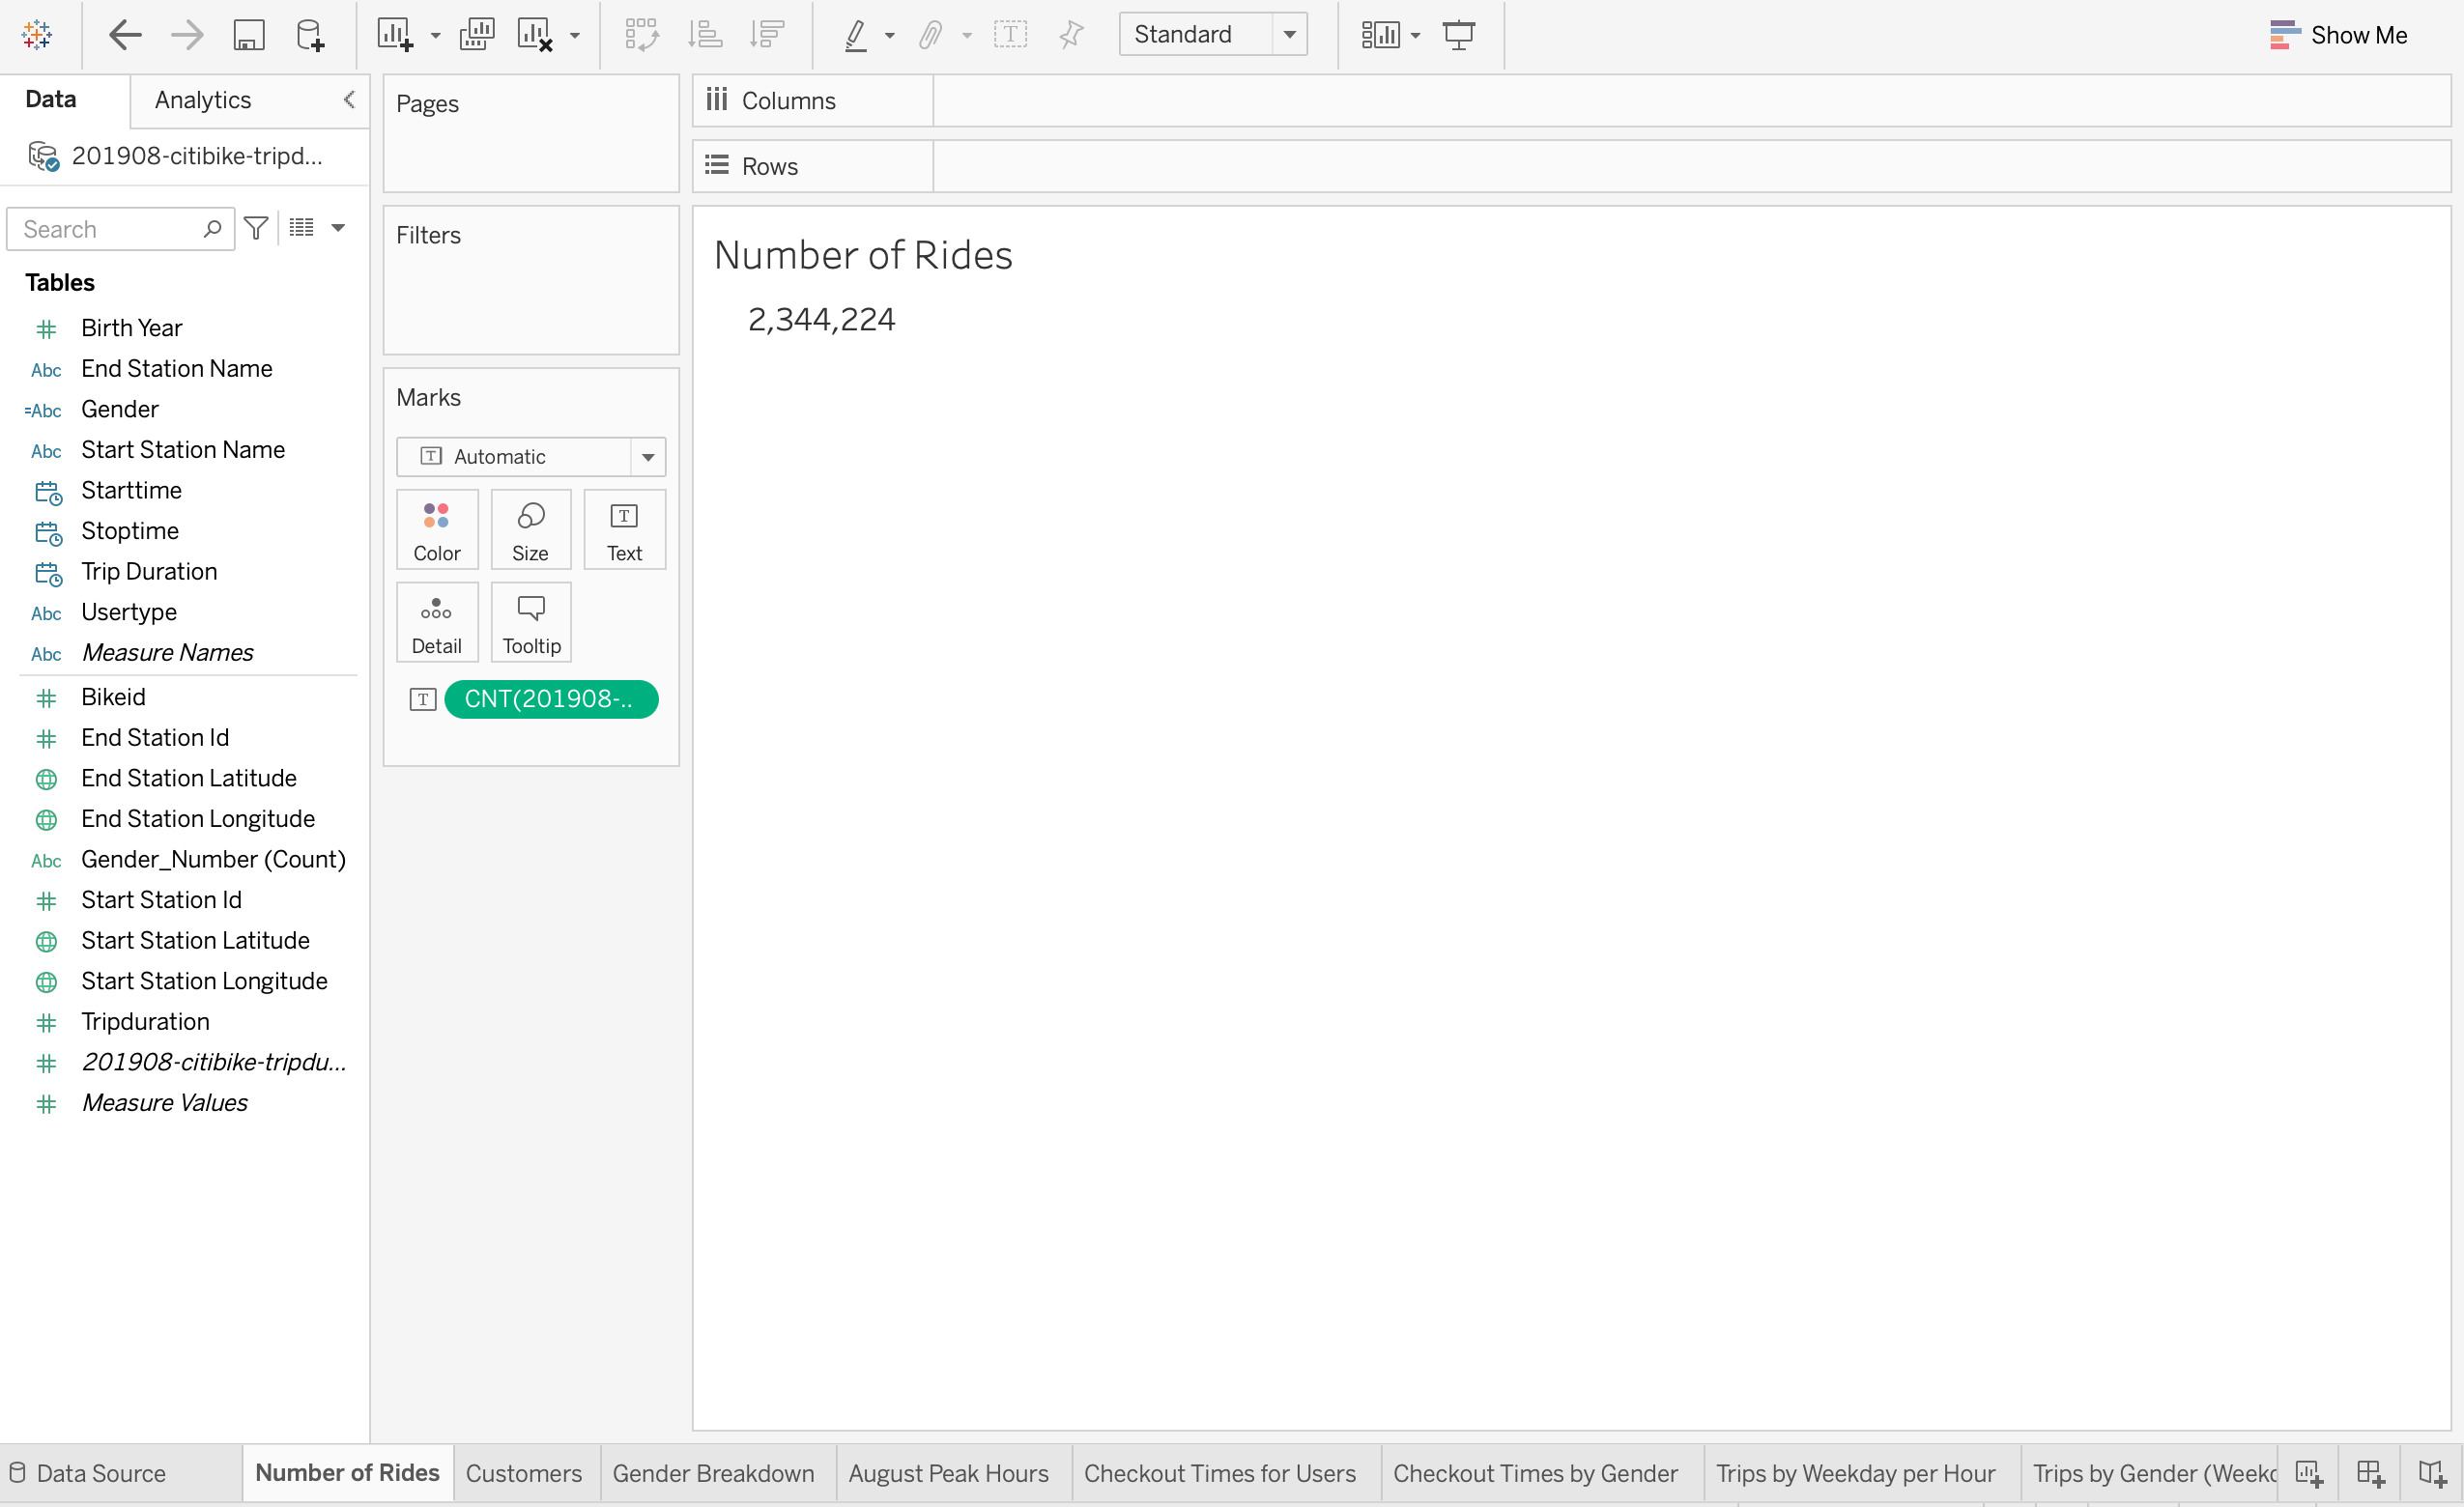 Standard
Show Me
Data
Analytics
201908-citibike-tripd...
Search
Tables
# Birth Year
Abc End Station Name
=Abc Gender
Abc Start Station Name
Starttime
Stoptime
Trip Duration
Abc Usertype
Abc Measure Names
# Bikeid
# End Station Id
End Station Latitude
End Station Longitude
Abc Gender_Number (Count)
# Start Station Id
Start Station Latitude
Start Station Longitude
# Tripduration
# 201908-citibike-tripdu...
# Measure Values
Pages
Filters
Marks
T Automatic
Color
Size
T Text
Detail
Tooltip
T CNT(201908-..
Columns
Rows
Number of Rides
2,344,224
Data Source
Number of Rides
Customers
Gender Breakdown
August Peak Hours
Checkout Times for Users
Checkout Times by Gender
Trips by Weekday per Hour
Trips by Gender (Weekd